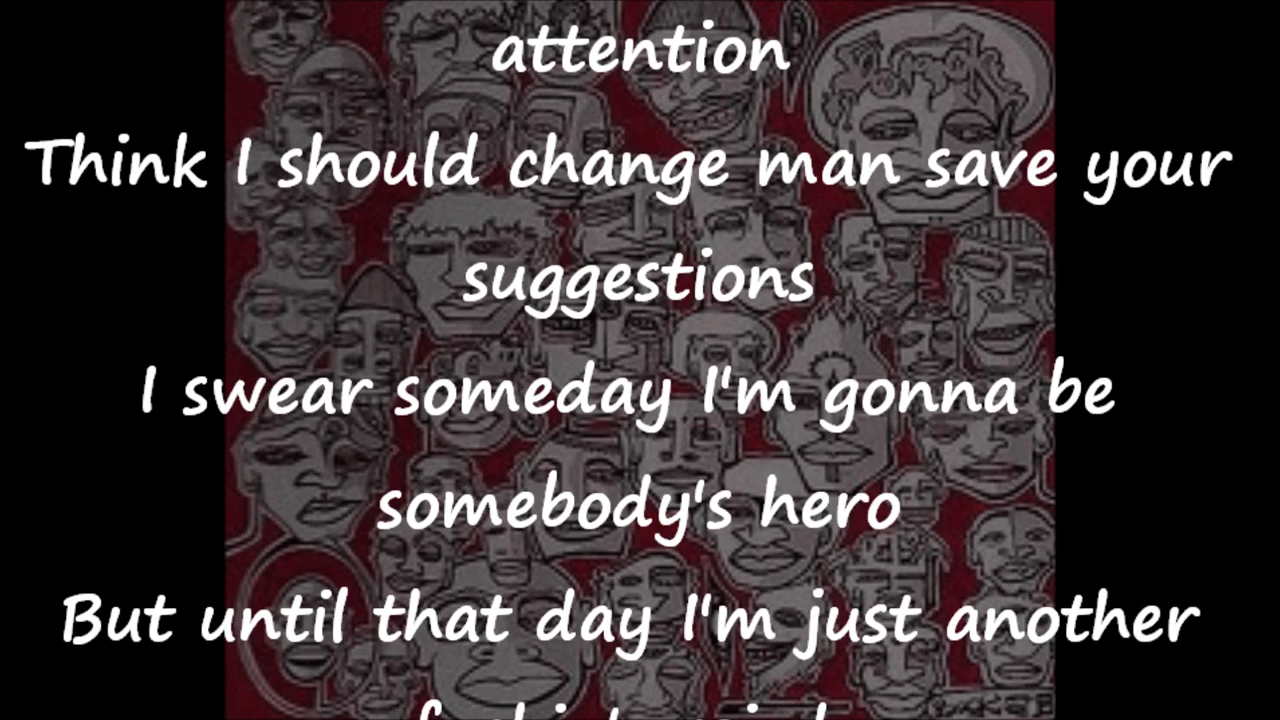 attention
Think I should change man save your
suggestions
I swear someday I'm gonna be
somebody's hero
But until that day I'm just another